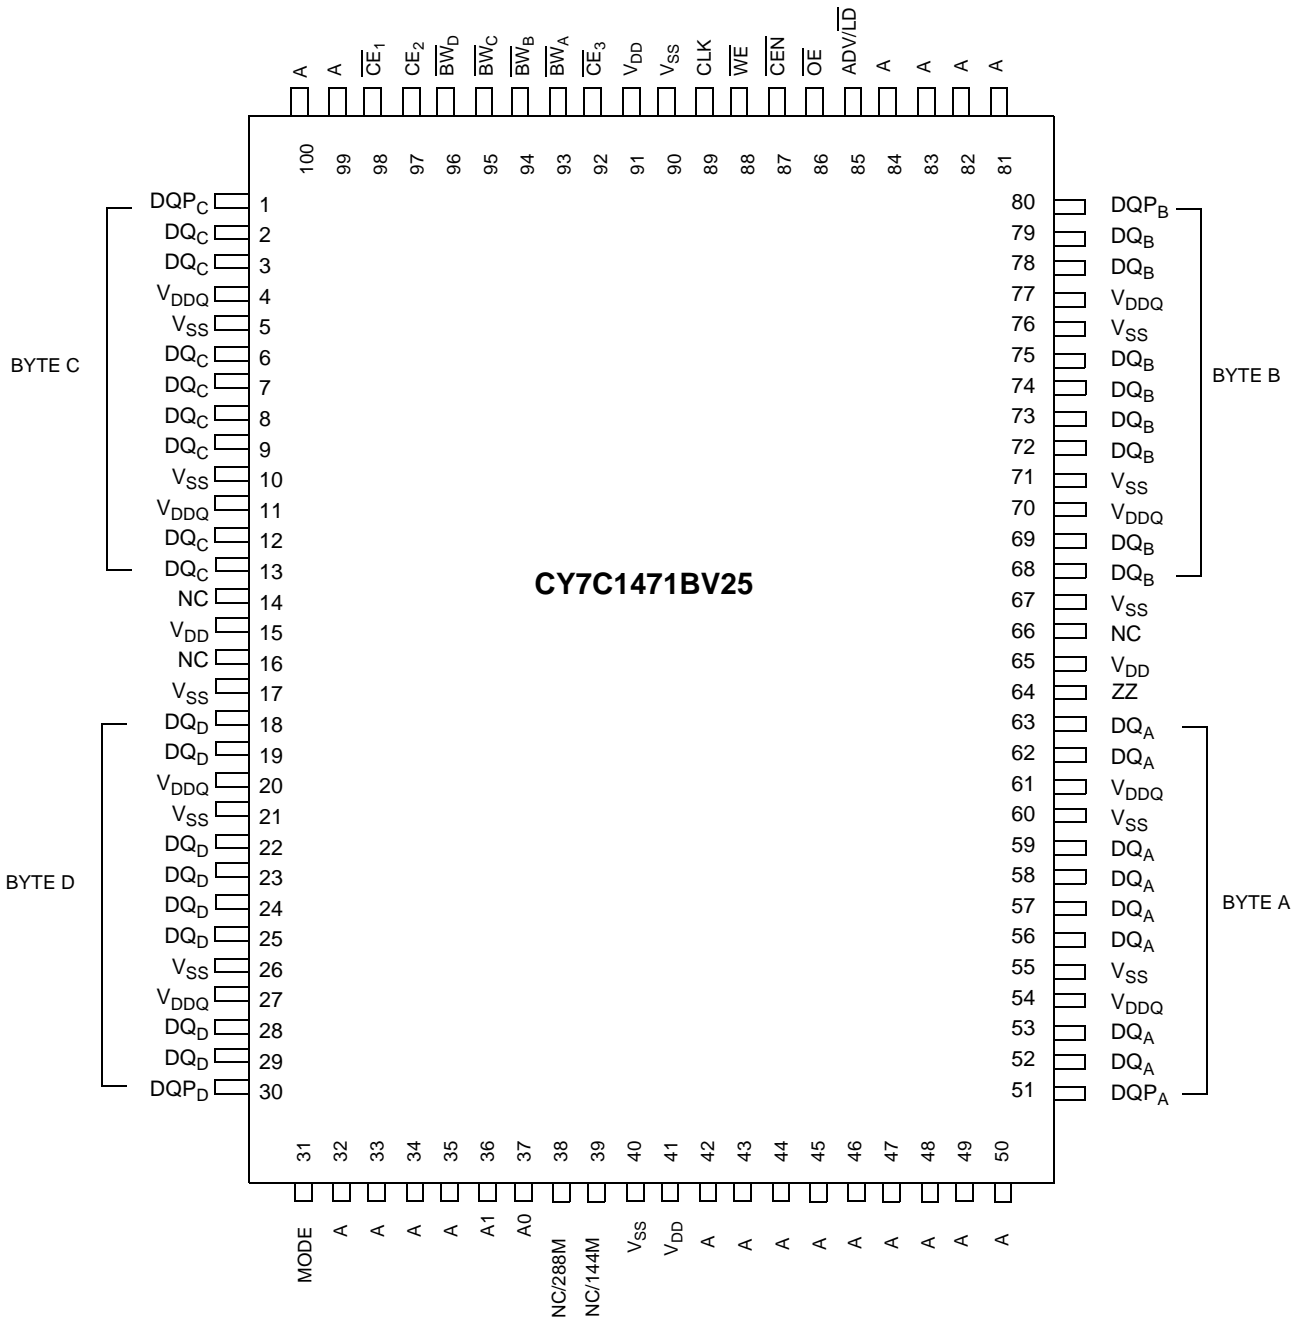 A
A
CE1
CE2
BWD
BWC
BWB
BWA
CE3
VDD
VSS
CLK
WE
CEN
OE
ADV/LD
A
A
A
A
100
99
98
97
96
95
94
93
92
91
90
89
88
87
86
85
84
83
82
81
BYTE C
DQPC 1
DQC 2
DQC 3
VDDQ 4
VSS 5
DQC 6
DQC 7
DQC 8
DQC 9
VSS 10
VDDQ 11
DQC 12
DQC 13
NC 14
VDD 15
NC 16
VSS 17
BYTE D
DQD 18
DQD 19
VDDQ 20
VSS 21
DQD 22
DQD 23
DQD 24
DQD 25
VSS 26
VDDQ 27
DQD 28
DQD 29
DQPD 30
CY7C1471BV25
80 DQPB
79 DQB
78 DQB
77 VDDQ
76 VSS
75 DQB
74 DQB
73 DQB
72 DQB
71 VSS
70 VDDQ
69 DQB
68 DQB
BYTE B
67 VSS
66 NC
65 VDD
64 ZZ
63 DQA
62 DQA
61 VDDQ
60 VSS
59 DQA
58 DQA
57 DQA
56 DQA
55 VSS
54 VDDQ
53 DQA
52 DQA
51 DQPA
BYTE A
31
32
33
34
35
36
37
38
39
40
41
42
43
44
45
46
47
48
49
50
MODE
A
A
A
A
A1
A0
NC/288M
NC/144M
VSS
VDD
A
A
A
A
A
A
A
A
A